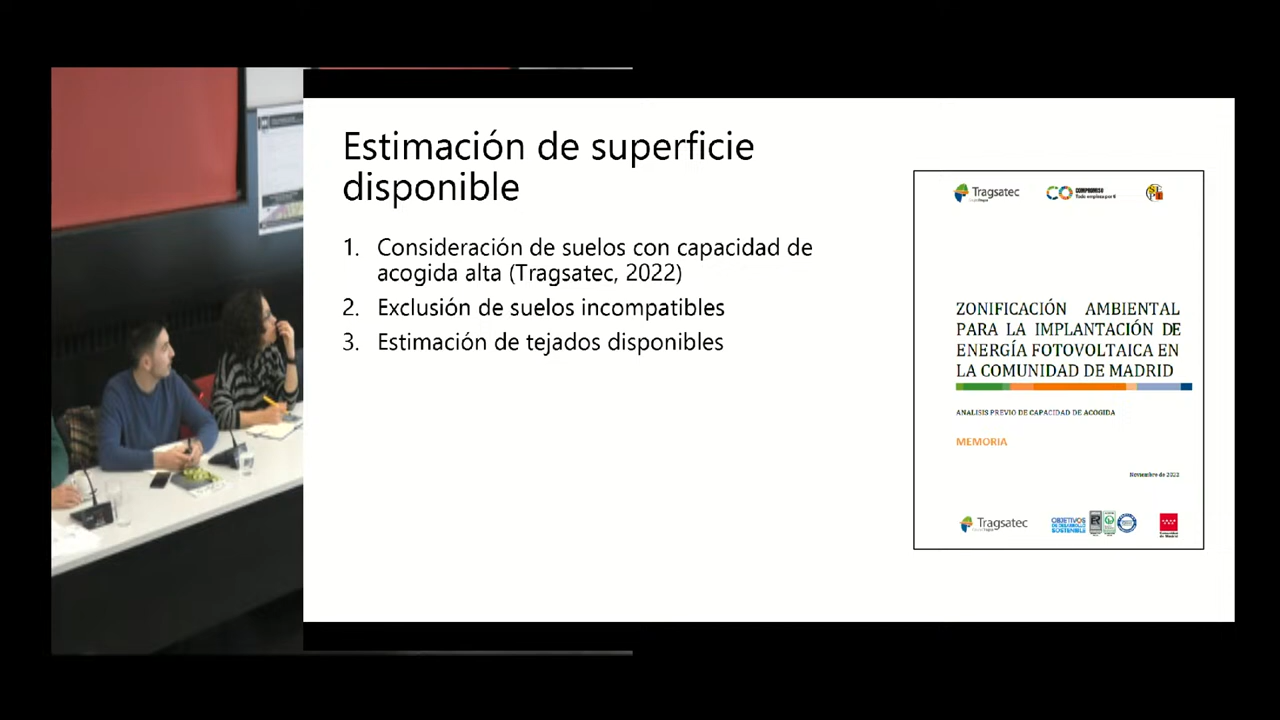 Estimación de superficie
disponible
1. Consideración de suelos con capacidad de
acogida alta (Tragsatec, 2022)
2. Exclusión de suelos incompatibles
3. Estimación de tejados disponibles
Tragsatec
COMPROMISO
ZONIFICACIÓN AMBIENTAL
PARA LA IMPLANTACIÓN DE
ENERGÍA FOTOVOLTAICA EN
LA COMUNIDAD DE MADRID
ANALISIS PREVIO DE CAPACIDAD DE ACOGIDA
MEMORIA
Noviembre de 2022
Tragsatec
OBJETIVOS
DE DESARROLLO
SOSTENIBLE